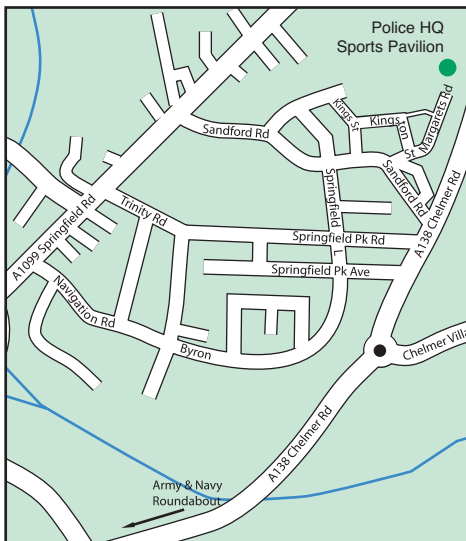 Police HQ
Sports Pavilion
Kings St
Kingston
St Margarets Rd
Sandford Rd
Sandford Rd
Springfield L
A138 Chelmer Rd
Trinity Rd
A1099 Springfield Rd
Springfield Pk Rd
Springfield Pk Ave
Navigation Rd
Byron
Chelmer Villa
A138 Chelmer Rd
Army & Navy
Roundabout